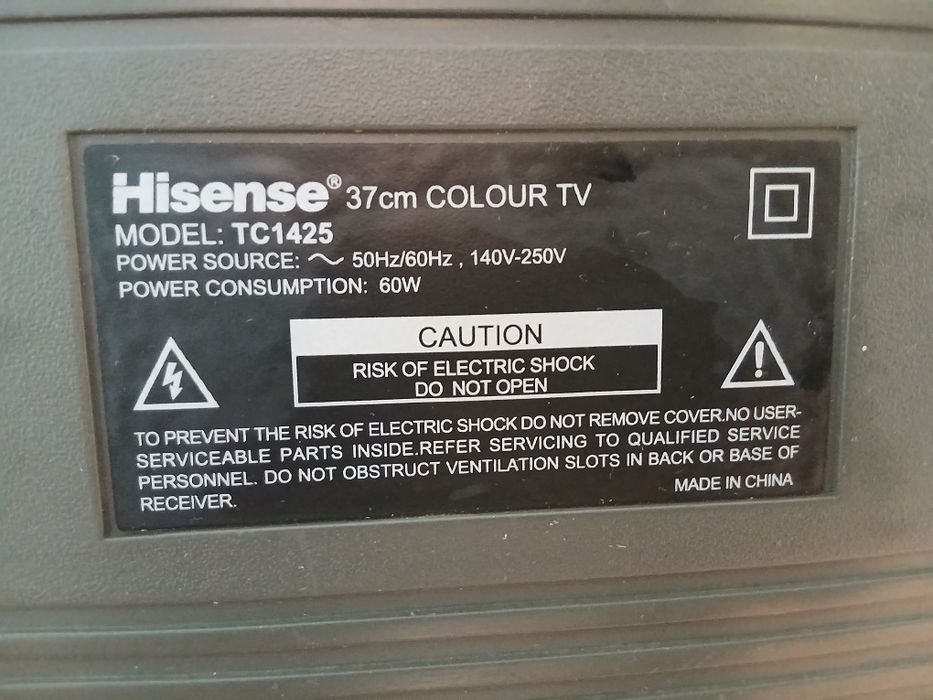 Hisense® 37cm COLOUR TV
MODEL: TC1425
POWER SOURCE: ～ 50Hz/60Hz , 140V-250V
POWER CONSUMPTION: 60W
CAUTION
RISK OF ELECTRIC SHOCK
DO NOT OPEN
TO PREVENT THE RISK OF ELECTRIC SHOCK DO NOT REMOVE COVER.NO USER-
SERVICEABLE PARTS INSIDE.REFER SERVICING TO QUALIFIED SERVICE
PERSONNEL. DO NOT OBSTRUCT VENTILATION SLOTS IN BACK OR BASE OF
RECEIVER.
MADE IN CHINA